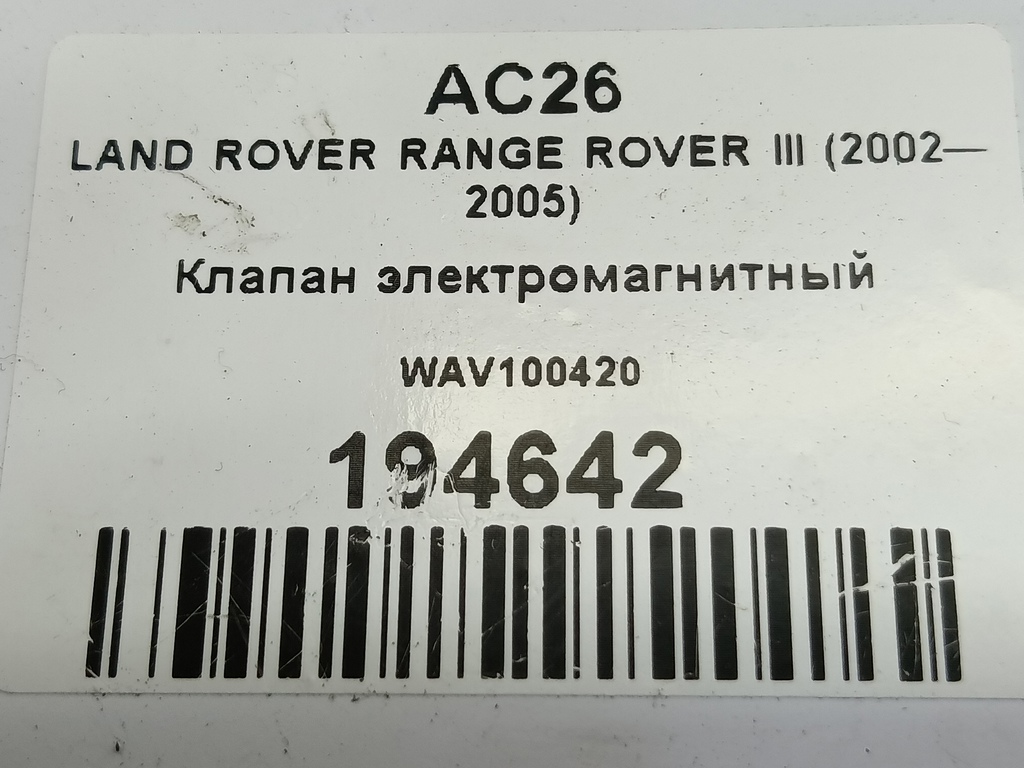 AC26
LAND ROVER RANGE ROVER III (2002—
2005)
Клапан электромагнитный
WAV100420
194642